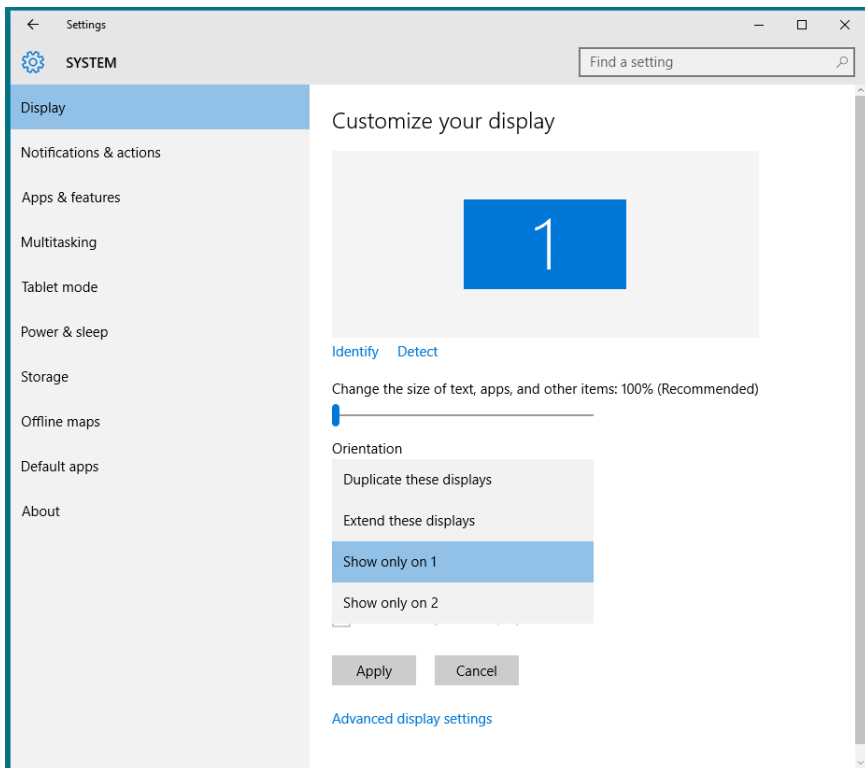 Settings
SYSTEM
Find a setting
Display
Notifications & actions
Apps & features
Multitasking
Tablet mode
Power & sleep
Storage
Offline maps
Default apps
About
Customize your display
1
Identify Detect
Change the size of text, apps, and other items: 100% (Recommended)
Orientation
Duplicate these displays
Extend these displays
Show only on 1
Show only on 2
Apply Cancel
Advanced display settings